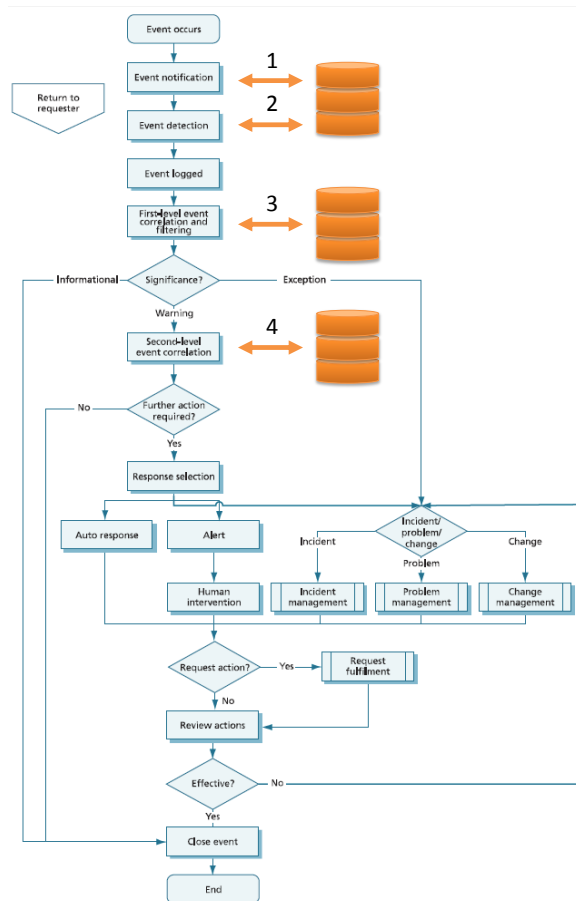 Event occurs
1
Event notification
Return to
requester
2
Event detection
Event logged
3
First-level event
correlation and
filtering
Informational
Significance?
Exception
Warning
4
Second-level
event correlation
No
Further action
required?
Yes
Response selection
Auto response
Alert
Incident
Incident/
problem/
change
Change
Problem
Human
intervention
Incident
management
Problem
management
Change
management
Request action?
Yes
Request
fulfilment
No
Review actions
Effective?
No
Yes
Close event
End